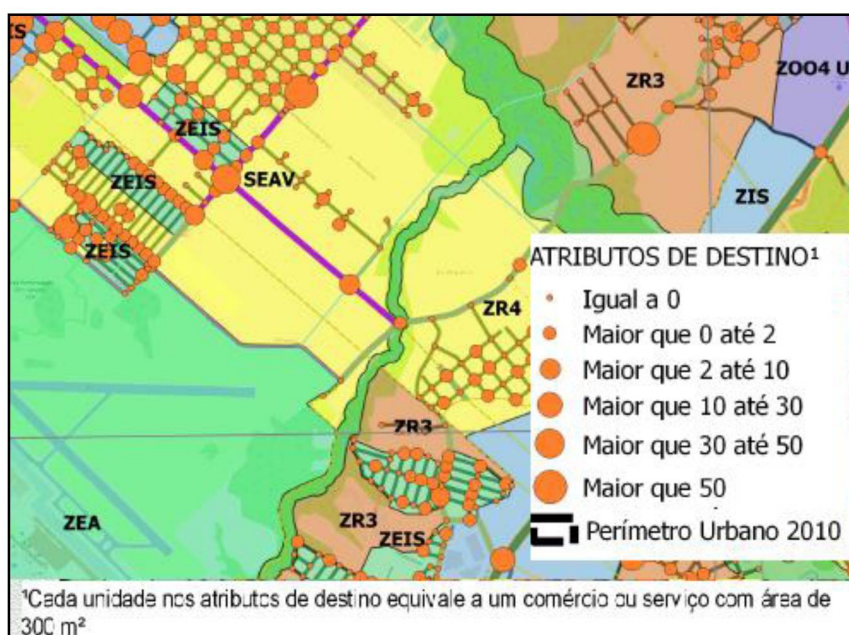 IS
ZR3
ZOO4 U
ZEIS
ZEIS
SEAV
ZIS
ZEIS
ATRIBUTOS DE DESTINO¹
Igual a 0
Maior que 0 até 2
Maior que 2 até 10
Maior que 10 até 30
Maior que 30 até 50
Maior que 50
Perímetro Urbano 2010
ZR4
ZR3
ZR3
ZEIS
ZEA
¹Cada unidade nos atributos de destino equivale a um comércio ou serviço com área de
300 m²